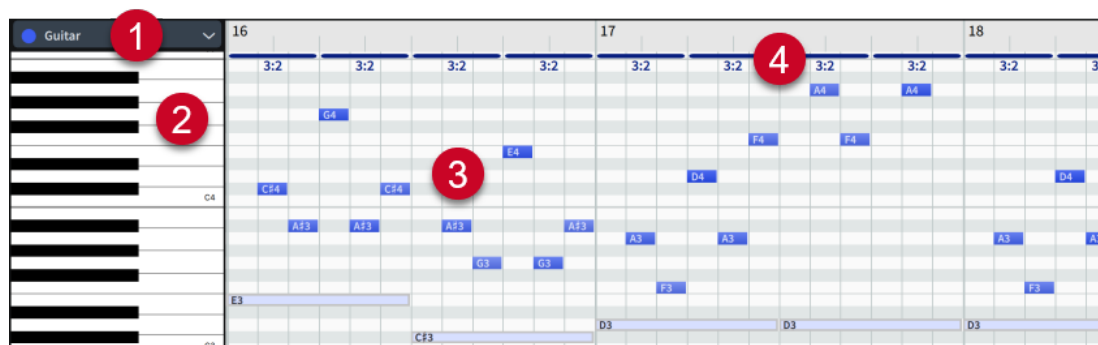 Guitar 1 16 17 18
3:2 3:2 3:2 3:2 3:2 3:2 4 3:2 3:2 3:2
A4 A4
2 G4
F4 F4
E4
3 D4 D4
C♯4 C♯4
C4
A♯3 A♯3 A♯3 A♯3
A3 A3 A3
G3 G3
F3 F3
E3
D3 D3 D3
C♯3